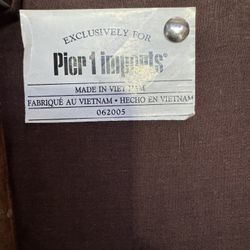 EXCLUSIVELY FOR
Pier 1 imports®
MADE IN VIETNAM
FABRIQUÉ AU VIETNAM • HECHO EN VIETNAM
062005